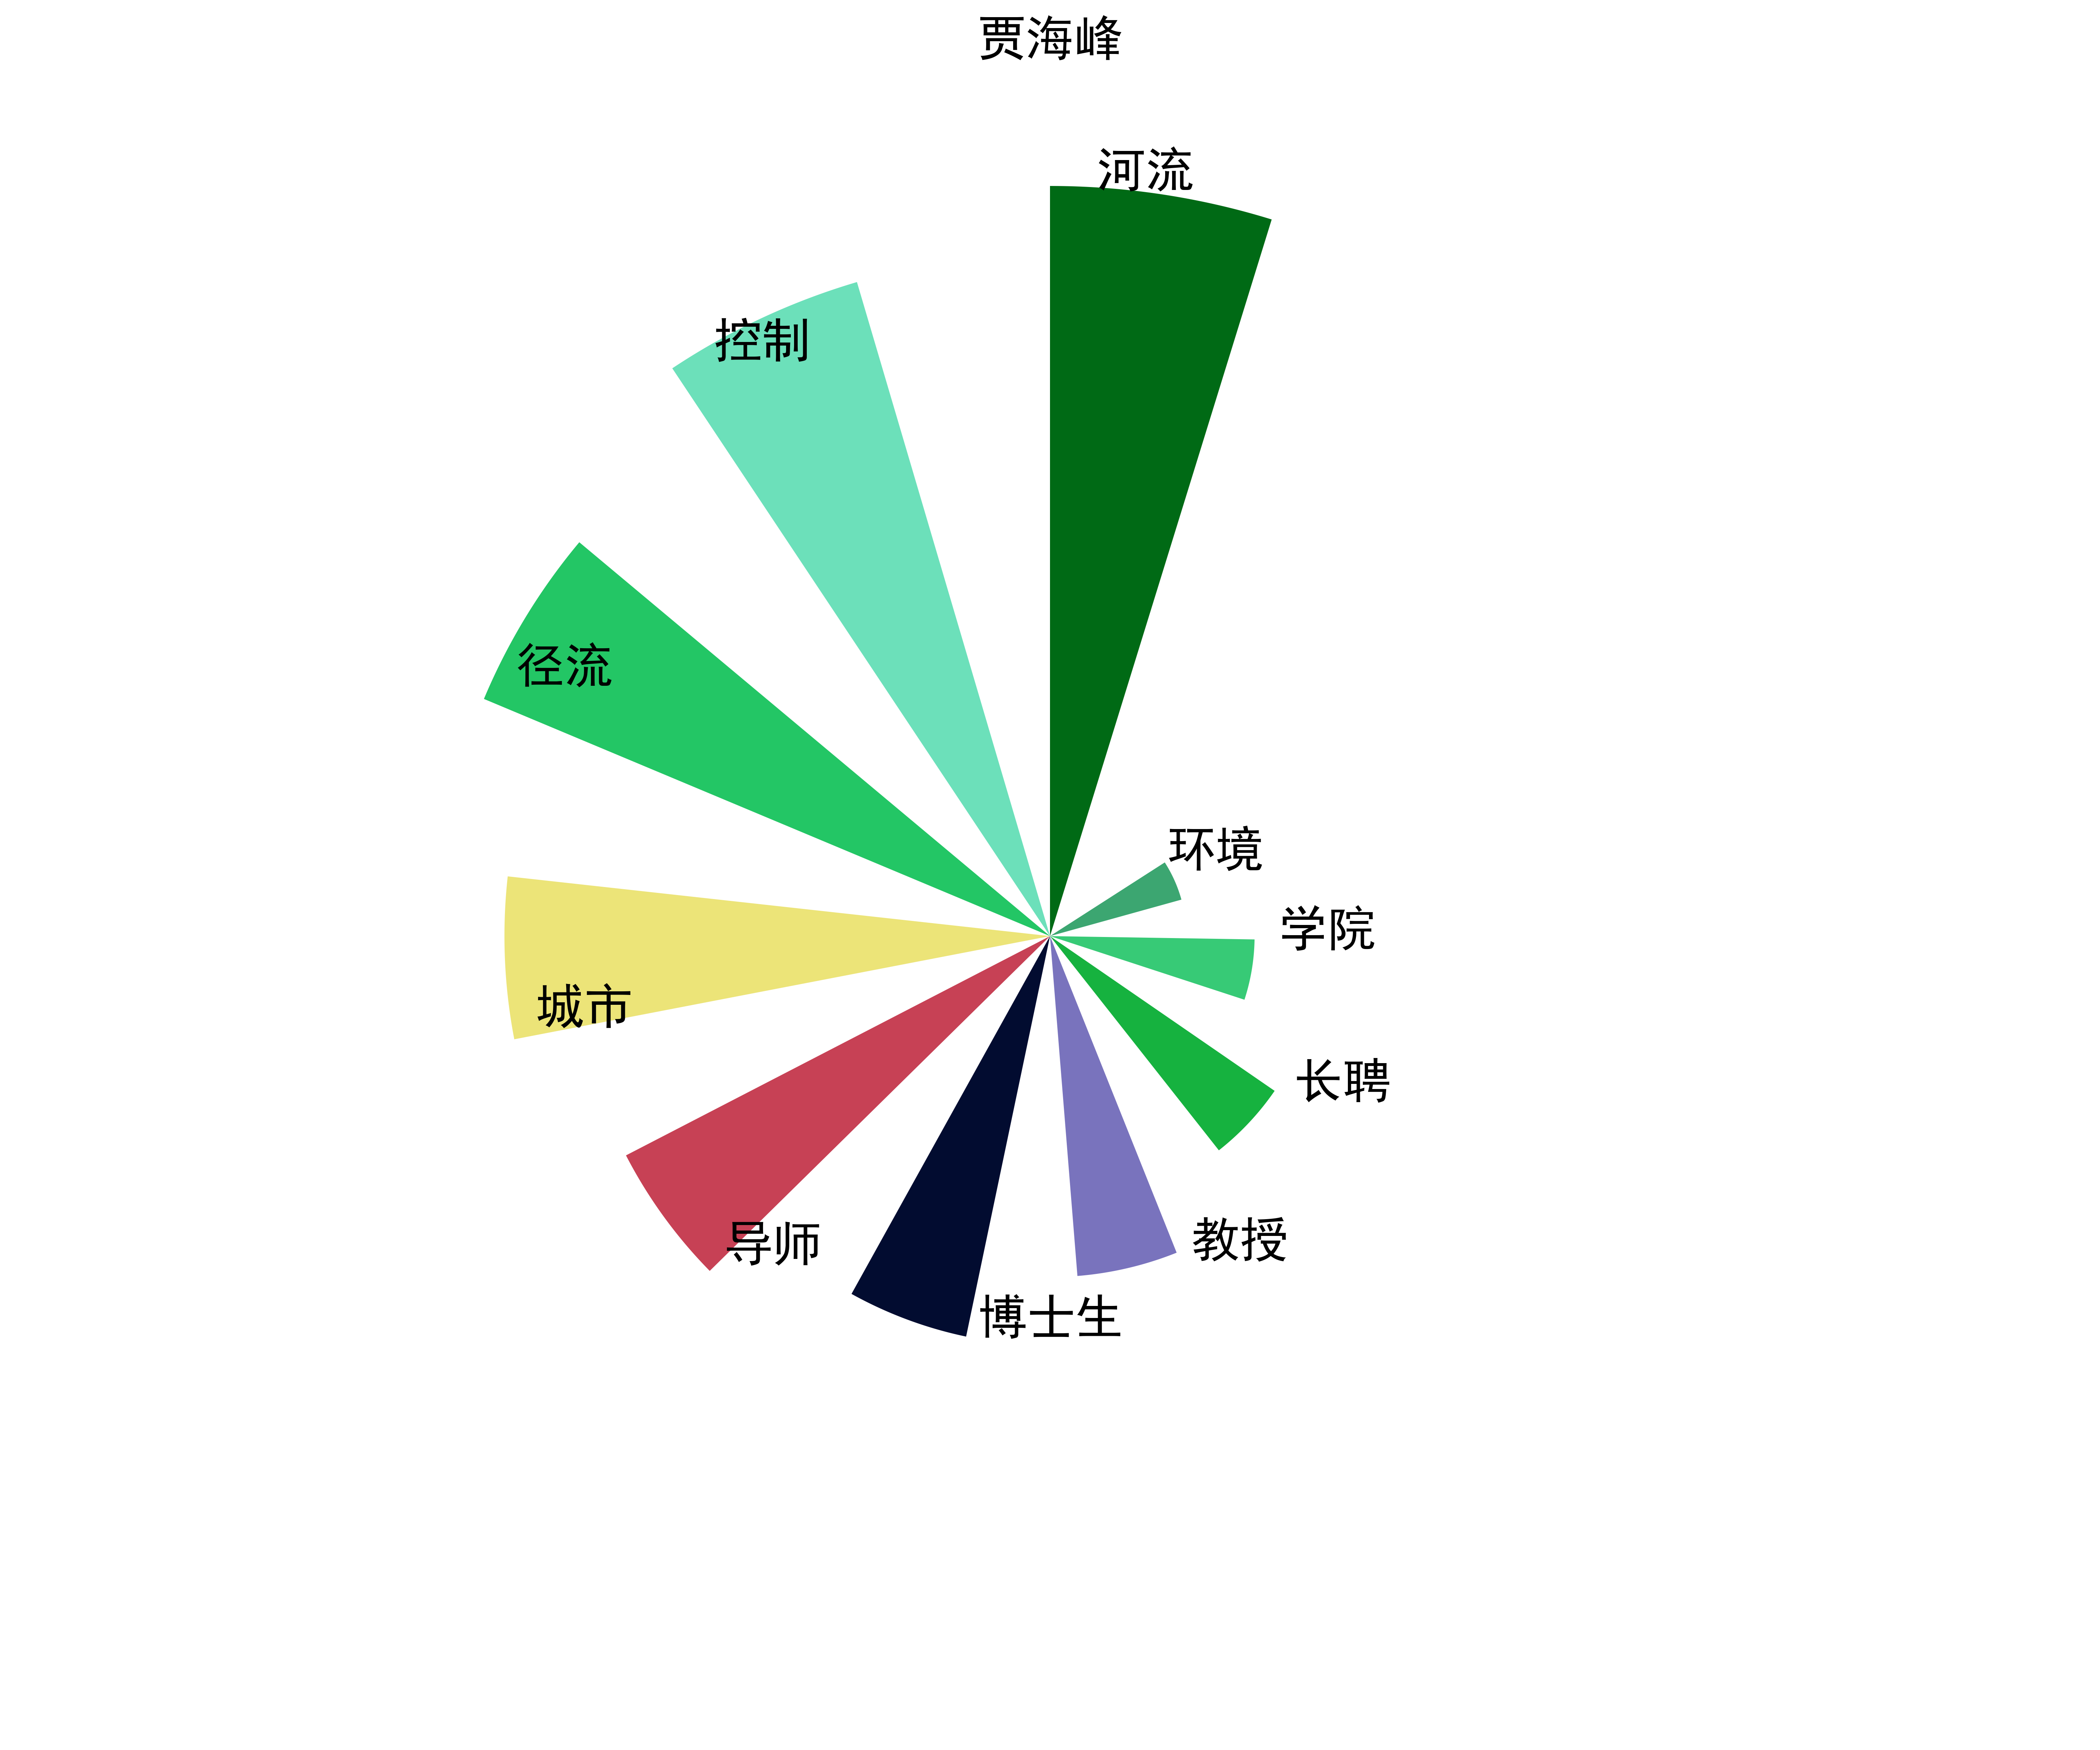 贾海峰
河流
控制
径流
环境
学院
城市
长聘
导师
教授
博士生